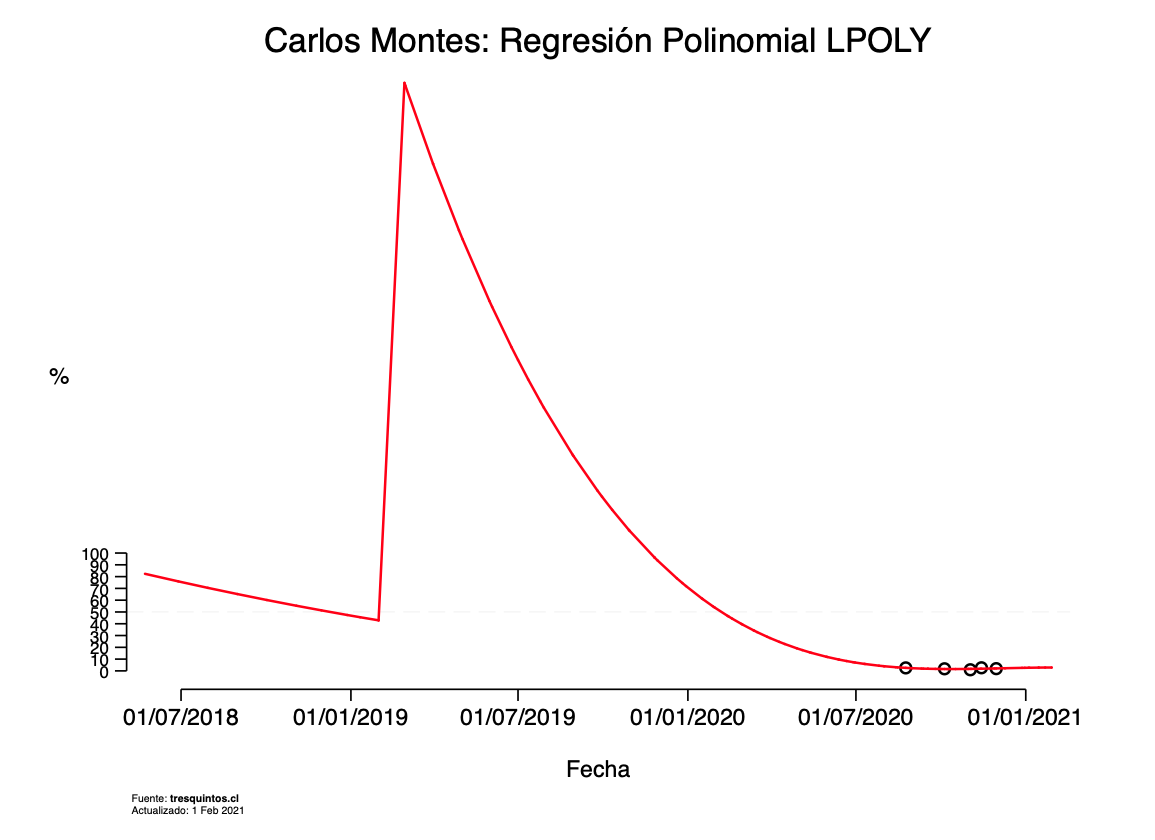 Carlos Montes: Regresión Polinomial LPOLY
%
100
90
80
70
60
50
40
30
20
10
0
01/07/2018 01/01/2019 01/07/2019 01/01/2020 01/07/2020 01/01/2021
Fecha
Fuente: tresquintos.cl
Actualizado: 1 Feb 2021